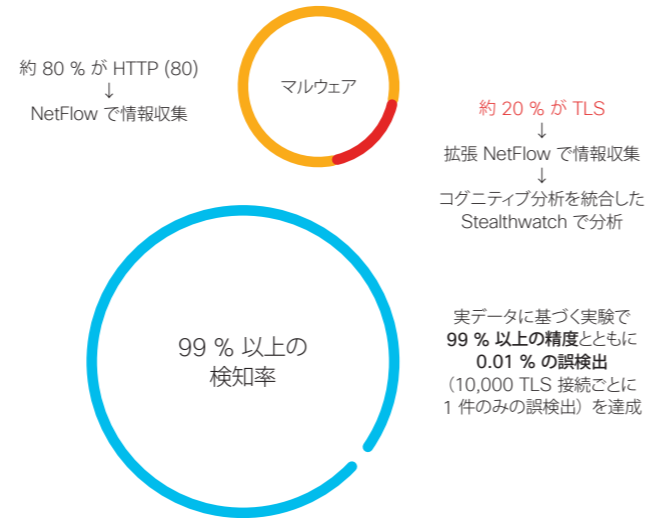 約 80 % が HTTP (80)
↓
NetFlow で情報収集
マルウェア
約 20 % が TLS
↓
拡張 NetFlow で情報収集
↓
コグニティブ分析を統合した
Stealthwatch で分析
99 % 以上の
検知率
実データに基づく実験で
99 % 以上の精度とともに
0.01 % の誤検出
(10,000 TLS 接続ごとに
1 件のみの誤検出) を達成